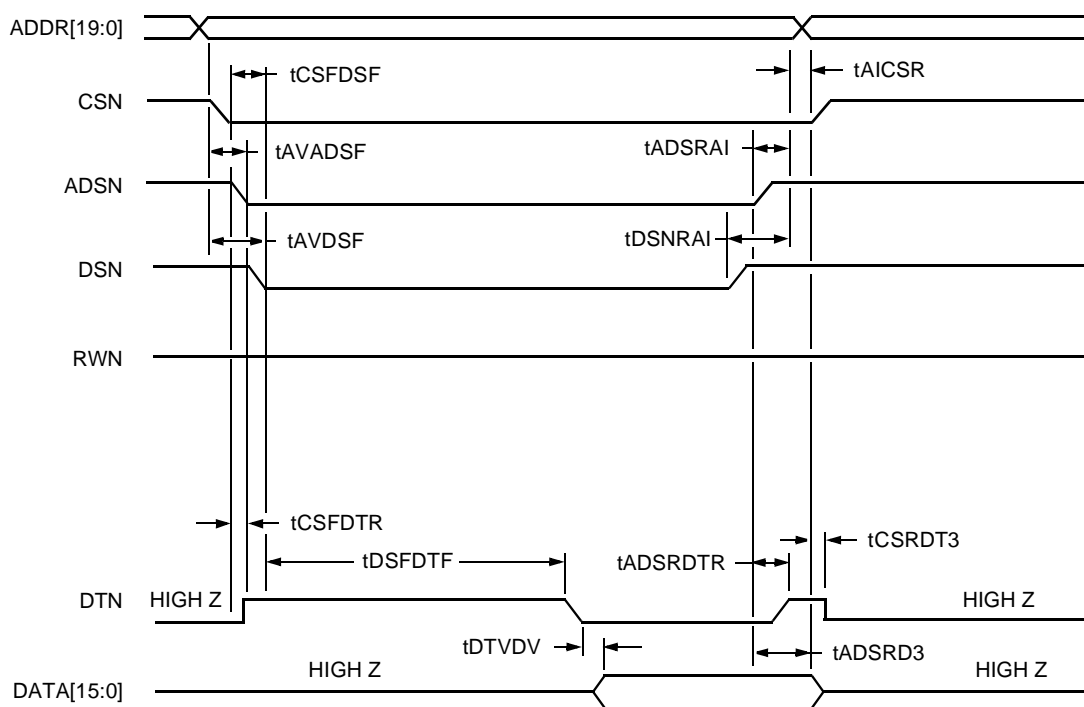 ADDR[19:0]
tAICSR
tCSFDSF
CSN
tAVADSF
tADSRAI
ADSN
tAVDSF
tDSNRAI
DSN
RWN
tCSFDTR
tCSRDT3
tDSFDTF
tADSRDTR
DTN
HIGH Z
HIGH Z
tDTVDV
tADSRD3
HIGH Z
HIGH Z
DATA[15:0]